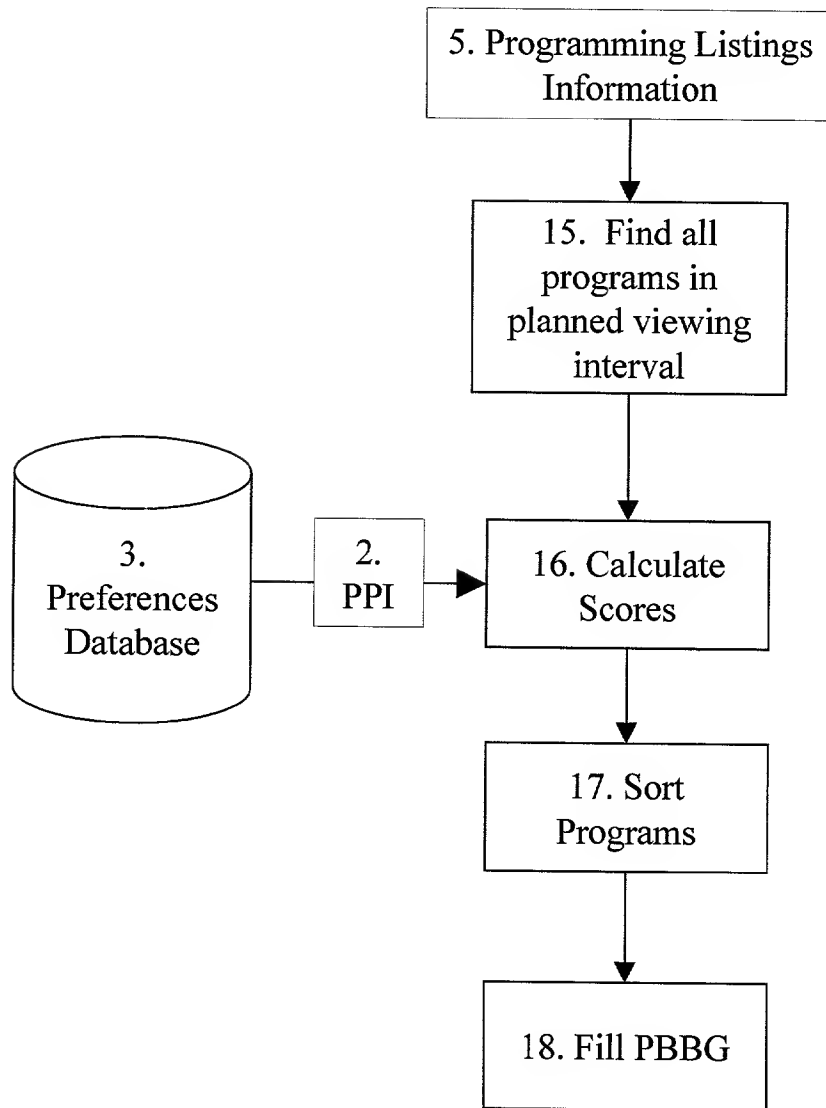 5. Programming Listings
Information
15. Find all
programs in
planned viewing
interval
3.
Preferences
Database
2.
PPI
16. Calculate
Scores
17. Sort
Programs
18. Fill PBBG